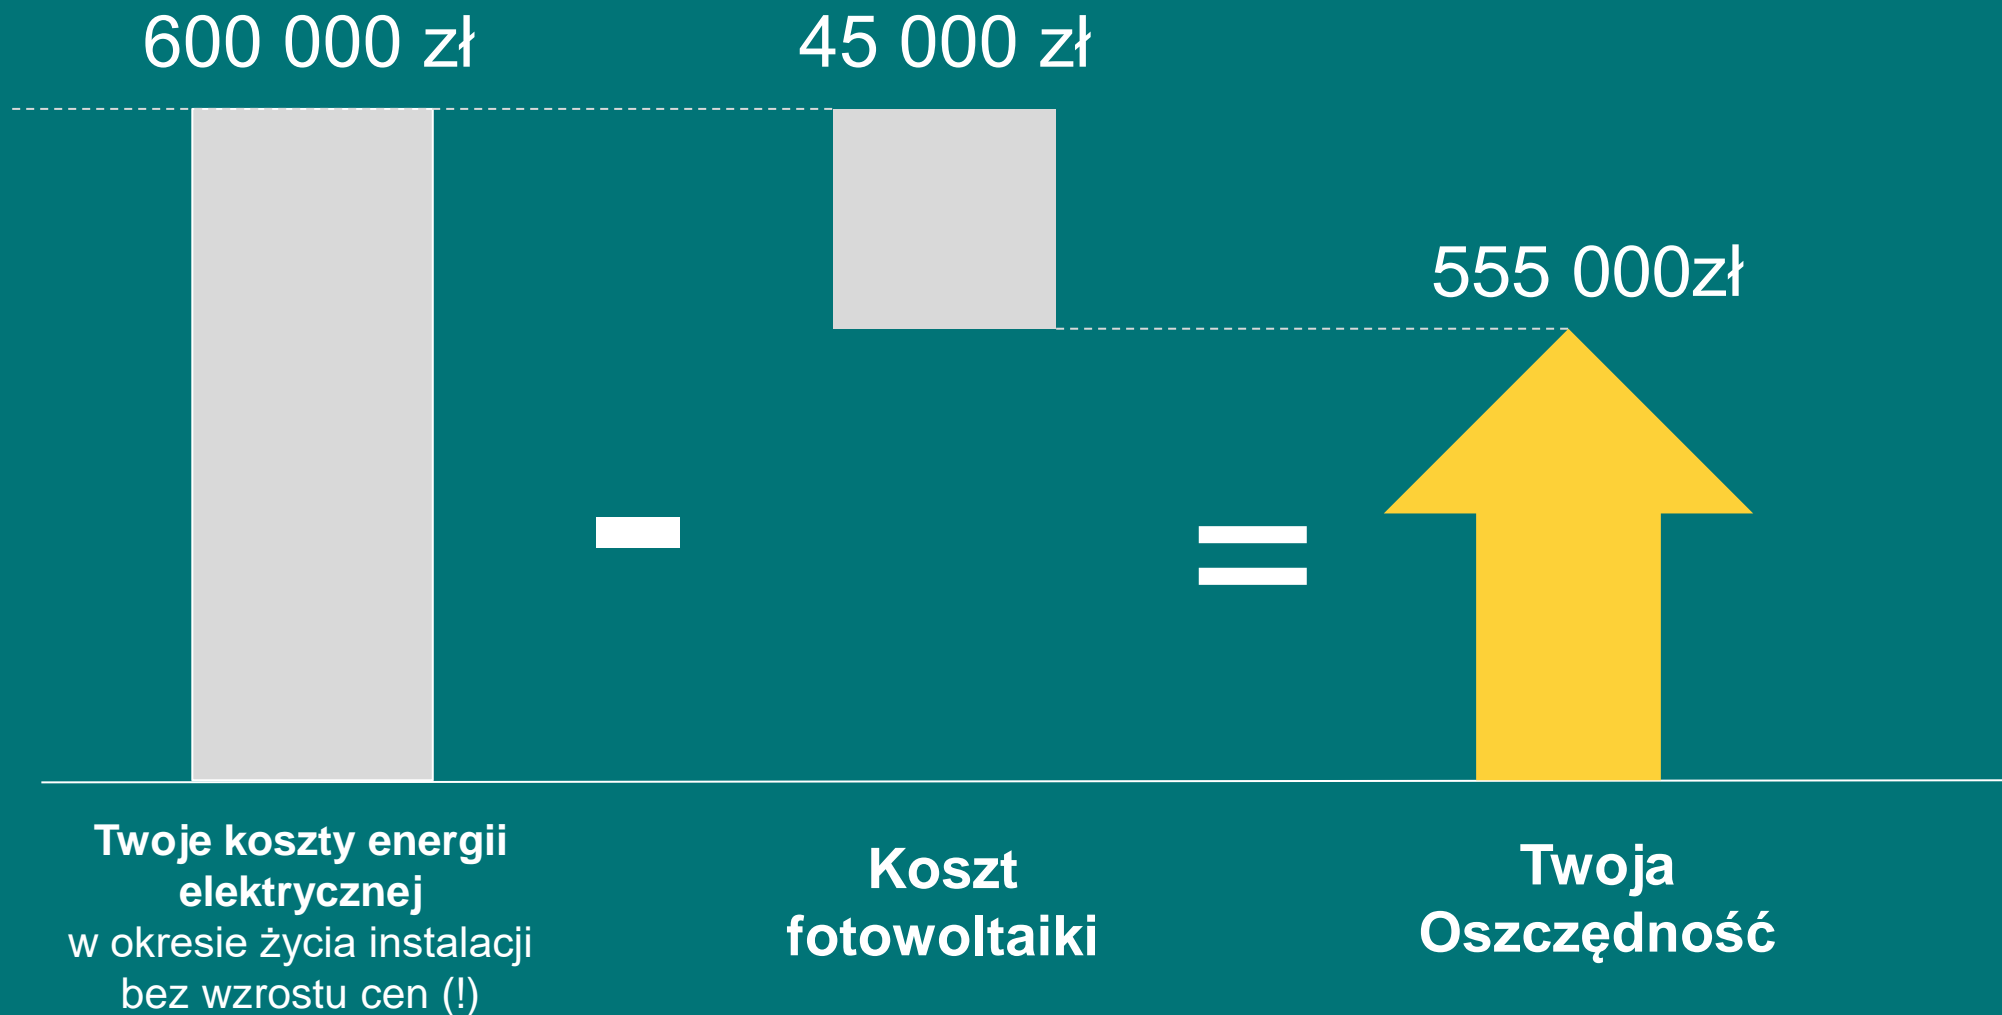 600 000 zł
45 000 zł
555 000zł
Twoje koszty energii
elektrycznej
w okresie życia instalacji
bez wzrostu cen (!)
Koszt
fotowoltaiki
Twoja
Oszczędność